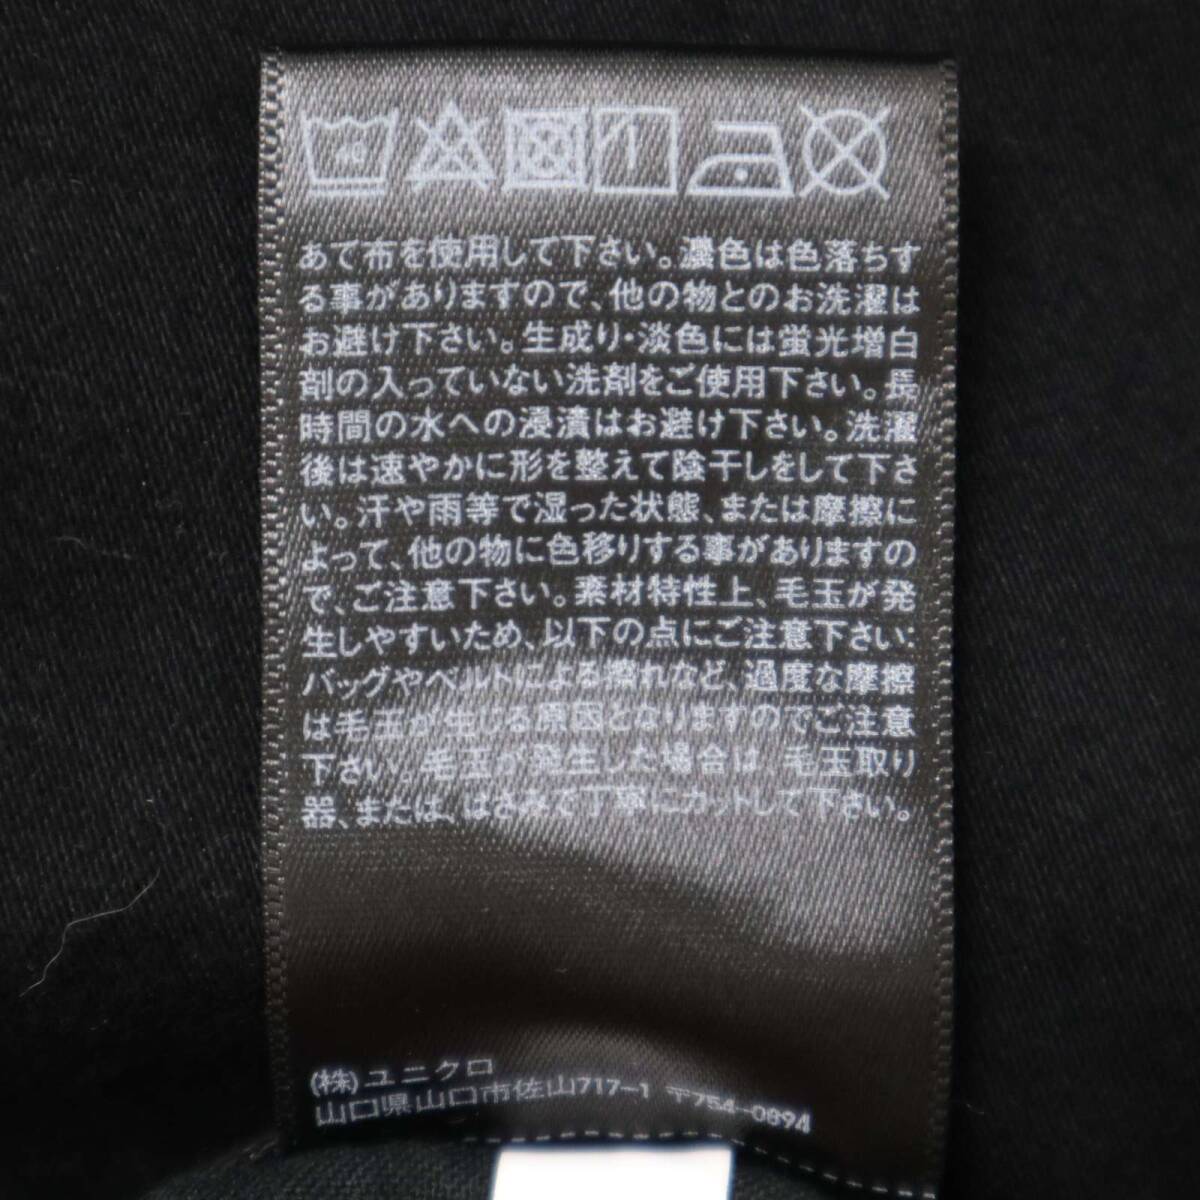 40
あて布を使用して下さい。濃色は色落ちす
る事がありますので、他の物とのお洗濯は
お避け下さい。生成り・淡色には蛍光増白
剤の入っていない洗剤をご使用下さい。長
時間の水への浸漬はお避け下さい。洗濯
後は速やかに形を整えて陰干しをして下さ
い。汗や雨等で湿った状態、または摩擦に
よって、他の物に色移りする事がありますの
で、ご注意下さい。素材特性上、毛玉が発
生しやすいため、以下の点にご注意下さい:
バッグやベルトによる擦れなど、過度な摩擦
は毛玉が生じる原因となりますのでご注意
下さい。毛玉が発生した場合は、毛玉取り
器、または、はさみで丁寧にカットして下さい。
(株)ユニクロ
山口県山口市佐山717-1 〒754-0894